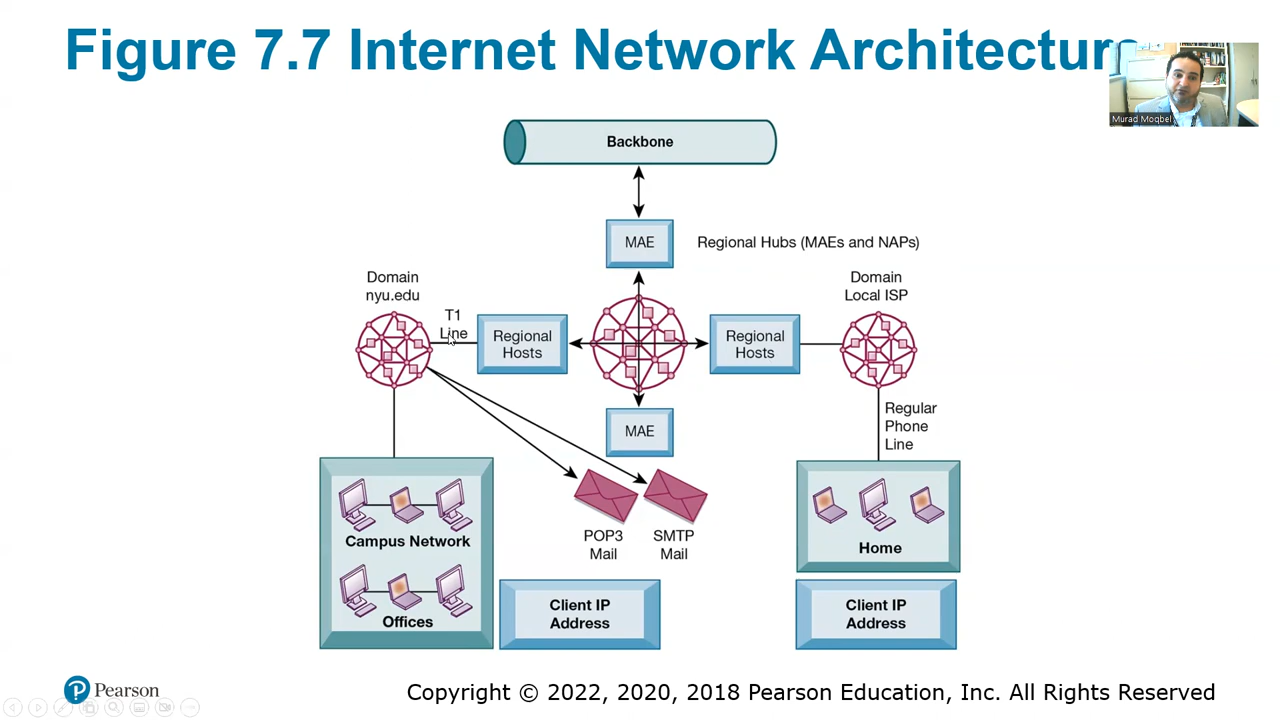 Figure 7.7 Internet Network Architecture
Murad Moqbel
Backbone
MAE
Regional Hubs (MAEs and NAPs)
Domain
nyu.edu
Domain
Local ISP
T1
Line
Regional
Hosts
Regional
Hosts
MAE
Regular
Phone
Line
Campus Network
Offices
POP3
Mail
SMTP
Mail
Home
Client IP
Address
Client IP
Address
Pearson
Copyright © 2022, 2020, 2018 Pearson Education, Inc. All Rights Reserved